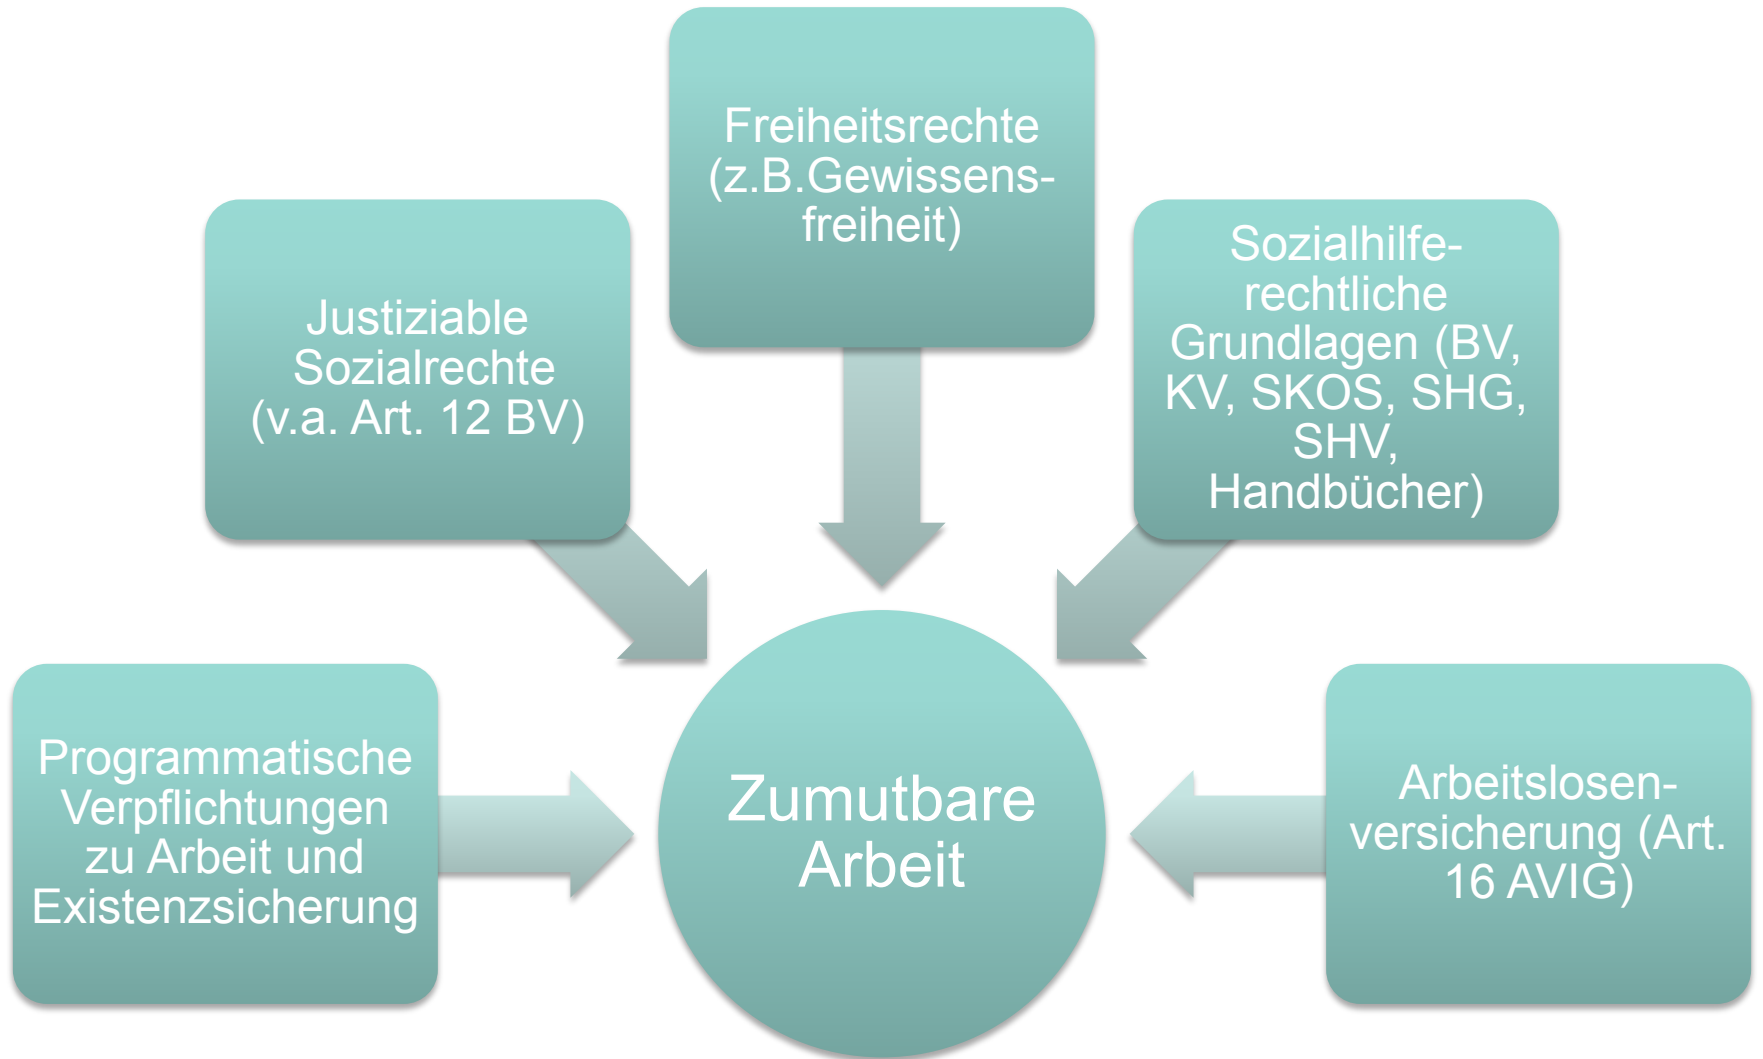 Freiheitsrechte
(z.B.Gewissens-
freiheit)
Justiziable
Sozialrechte
(v.a. Art. 12 BV)
Sozialhilfe-
rechtliche
Grundlagen (BV,
KV, SKOS, SHG,
SHV,
Handbücher)
Programmatische
Verpflichtungen
zu Arbeit und
Existenzsicherung
Zumutbare
Arbeit
Arbeitslosen-
versicherung (Art.
16 AVIG)